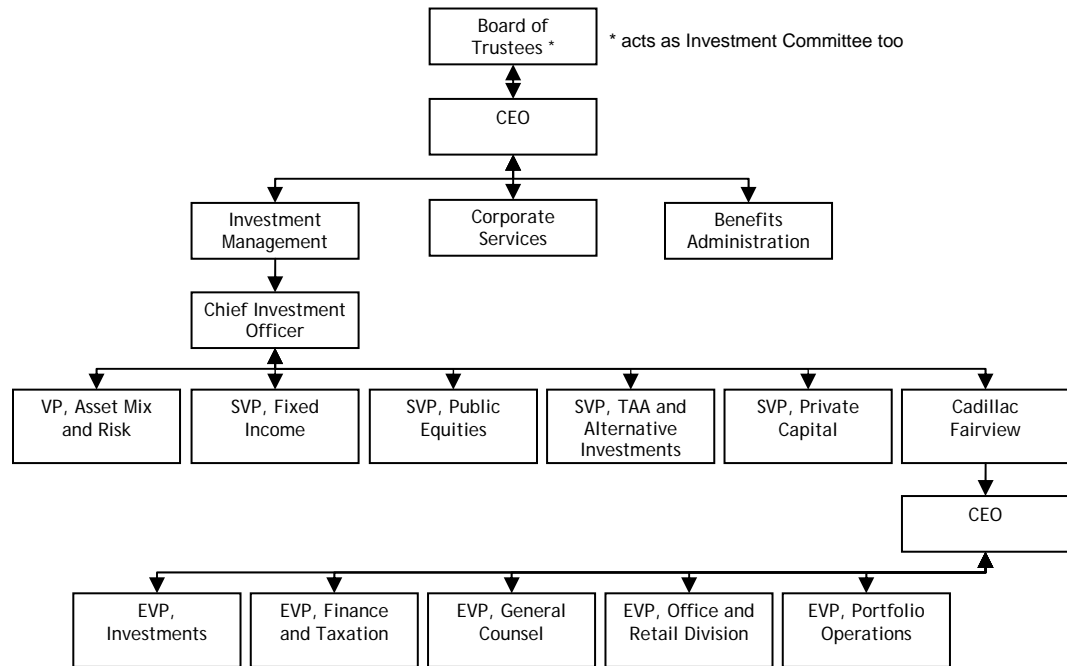 Board of
Trustees *
* acts as Investment Committee too
CEO
Investment
Management
Corporate
Services
Benefits
Administration
Chief Investment
Officer
VP, Asset Mix
and Risk
SVP, Fixed
Income
SVP, Public
Equities
SVP, TAA and
Alternative
Investments
SVP, Private
Capital
Cadillac
Fairview
CEO
EVP,
Investments
EVP, Finance
and Taxation
EVP, General
Counsel
EVP, Office and
Retail Division
EVP, Portfolio
Operations